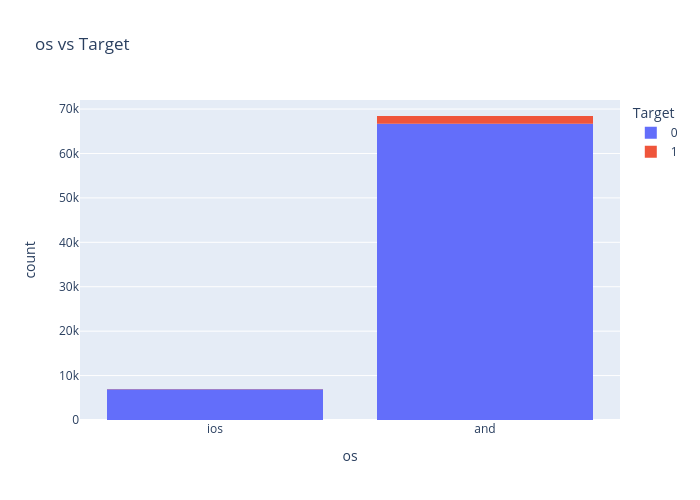 os vs Target
Target
0
1
70k
60k
50k
40k
30k
20k
10k
0
count
ios
and
os